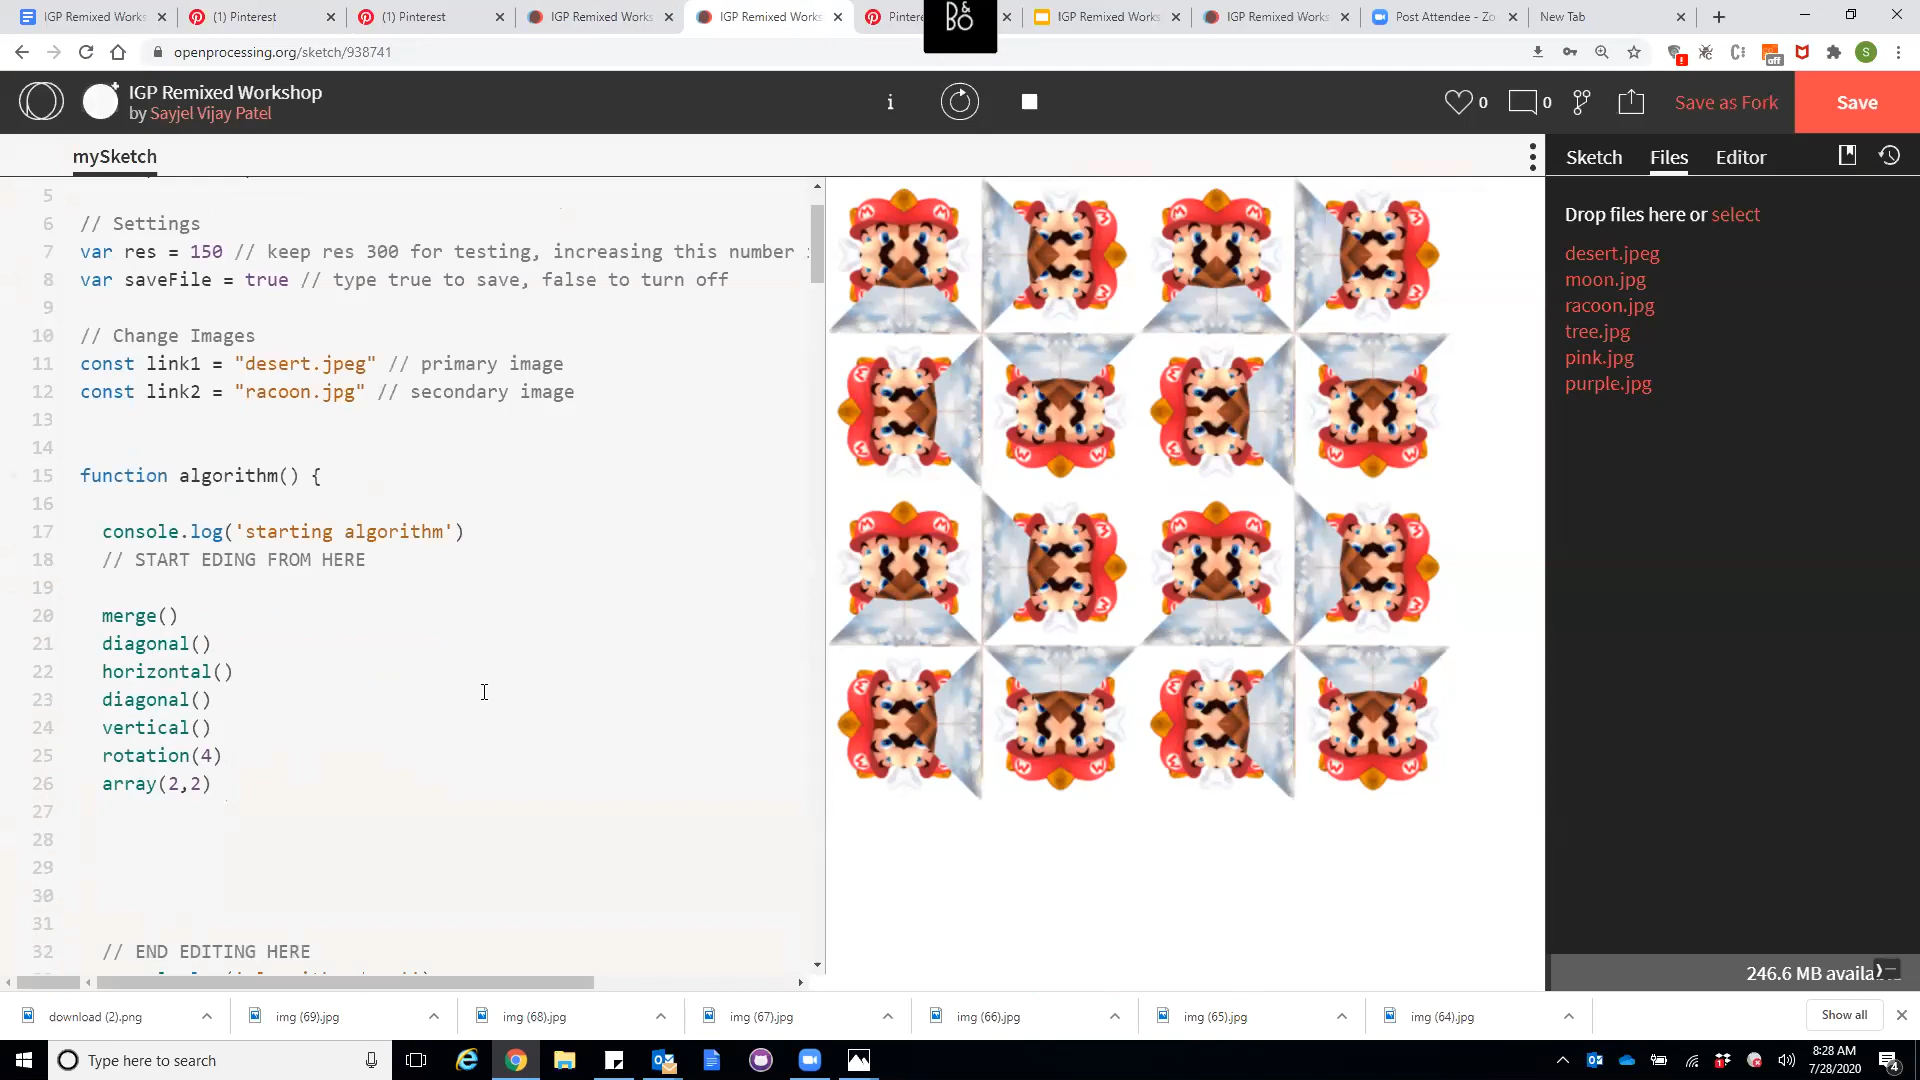 IGP Remixed Works
(1) Pinterest
(1) Pinterest
IGP Remixed Works
IGP Remixed Works
Pinter
B&O
IGP Remixed Works
IGP Remixed Works
Post Attendee - Zo
New Tab
openprocessing.org/sketch/938741
off
S
IGP Remixed Workshop
by Sayjel Vijay Patel
i
0
0
Save as Fork
Save
mySketch
Sketch
Files
Editor
5
6 // Settings
7 var res = 150 // keep res 300 for testing, increasing this number
8 var saveFile = true // type true to save, false to turn off
9
10 // Change Images
11 const link1 = "desert.jpeg" // primary image
12 const link2 = "racoon.jpg" // secondary image
13
14
15 function algorithm() {
16
17 console.log('starting algorithm')
18 // START EDING FROM HERE
19
20 merge()
21 diagonal()
22 horizontal()
23 diagonal()
24 vertical()
25 rotation(4)
26 array(2,2)
27
28
29
30
31
32 // END EDITING HERE
Drop files here or select
desert.jpeg
moon.jpg
racoon.jpg
tree.jpg
pink.jpg
purple.jpg
246.6 MB availa
download (2).png
img (69).jpg
img (68).jpg
img (67).jpg
img (66).jpg
img (65).jpg
img (64).jpg
Show all
Type here to search
8:28 AM
7/28/2020
4